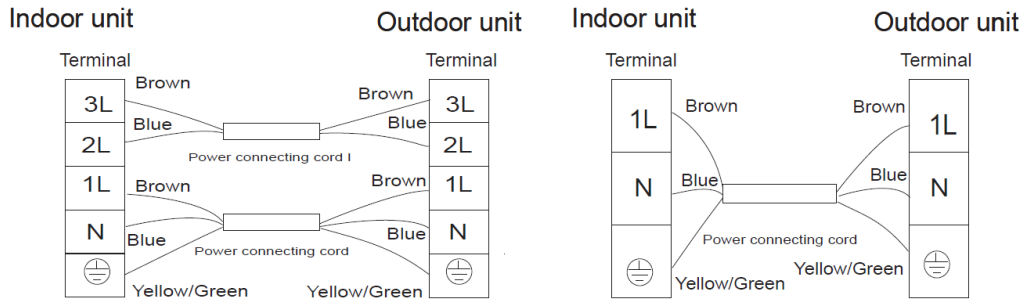 Indoor unit
Outdoor unit
Terminal
Terminal
3L
Brown
Brown
3L
Blue
Blue
2L
2L
Power connecting cord I
1L
Brown
Brown
1L
N
Blue
Blue
N
Power connecting cord
Yellow/Green
Yellow/Green
Indoor unit
Outdoor unit
Terminal
Terminal
1L
Brown
Brown
1L
N
Blue
Blue
N
Power connecting cord
Yellow/Green
Yellow/Green